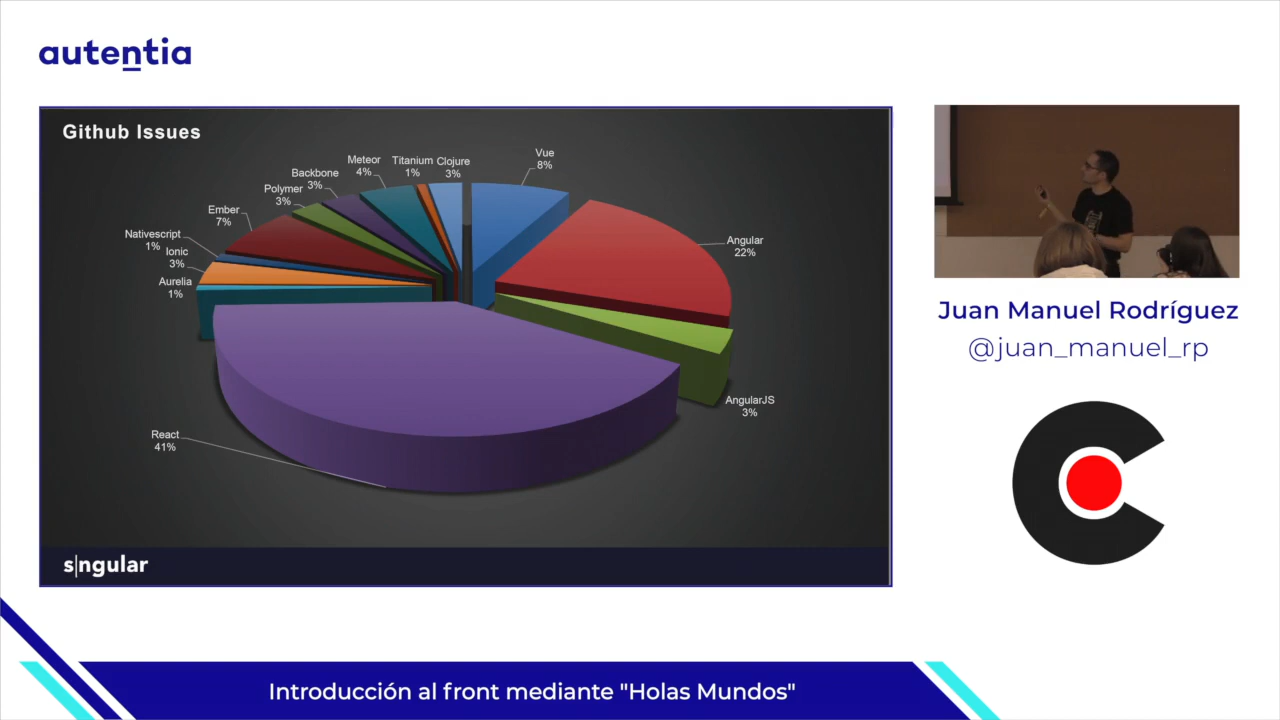 autentia
Github Issues
Vue
8%
Angular
22%
AngularJS
3%
React
41%
Aurelia
1%
Ionic
3%
Nativescript
1%
Ember
7%
Polymer
3%
Backbone
3%
Meteor
4%
Titanium
1%
Clojure
3%
s|ngular
Juan Manuel Rodríguez
@juan_manuel_rp
Introducción al front mediante "Holas Mundos"